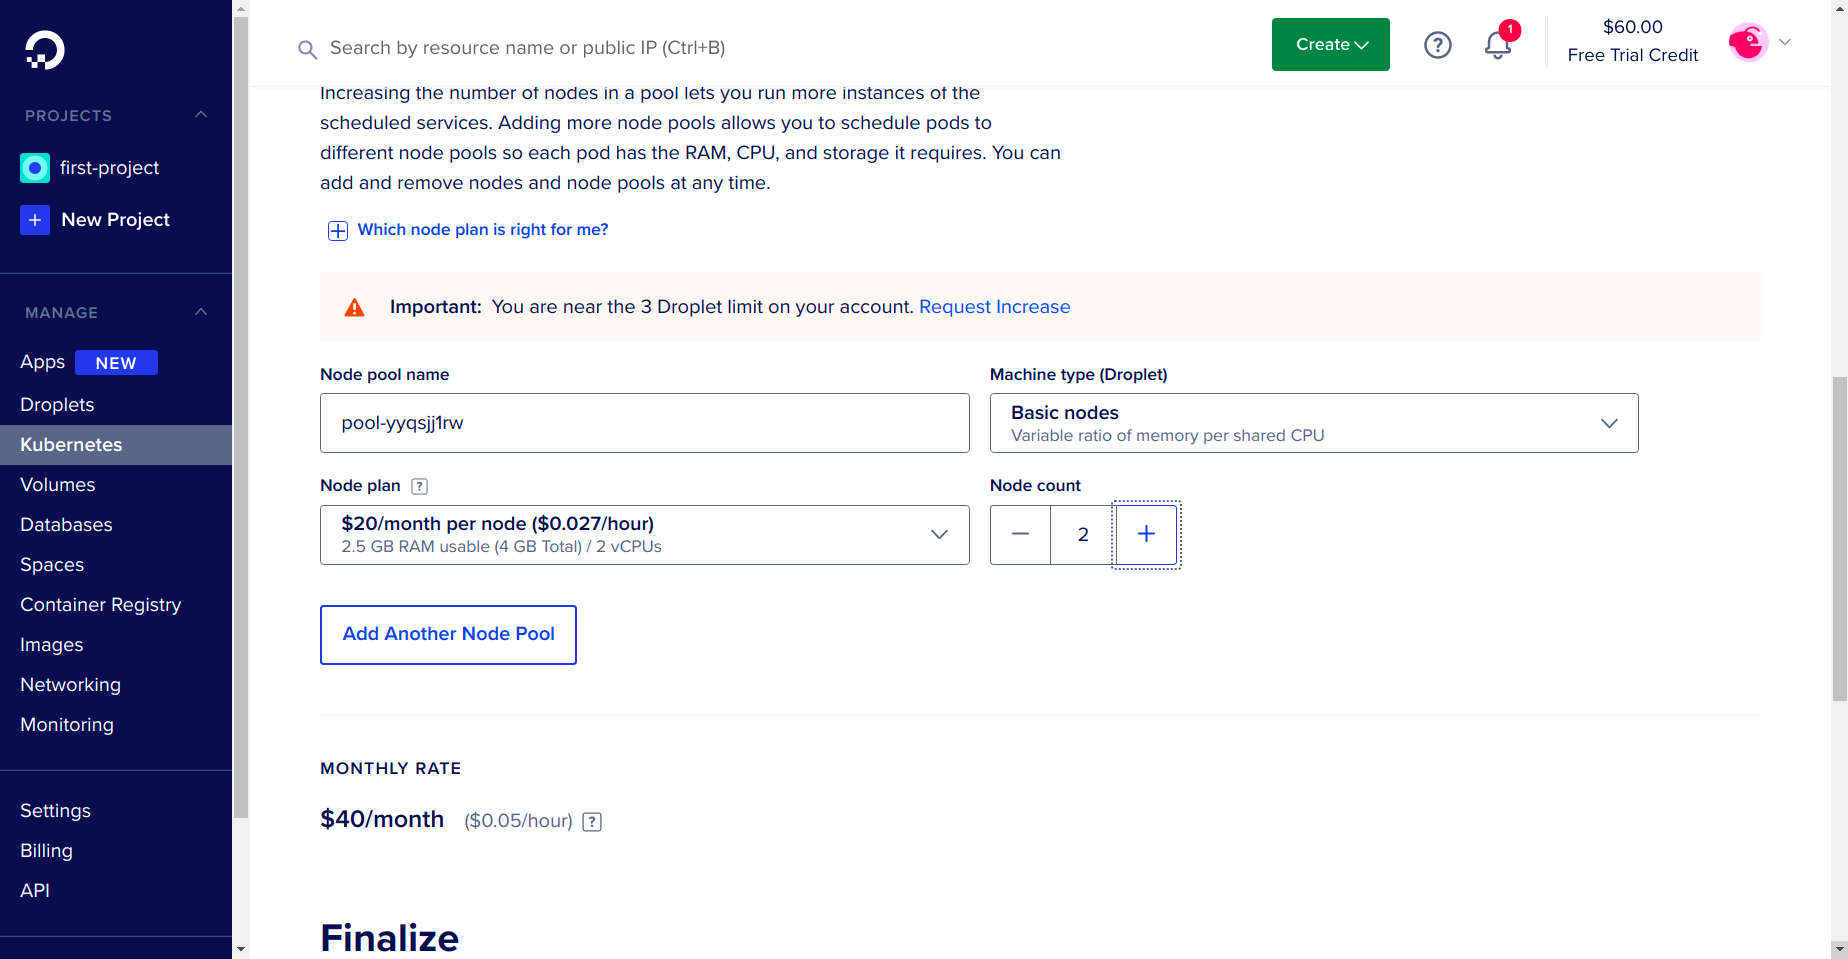 PROJECTS
first-project
+ New Project
MANAGE
Apps NEW
Droplets
Kubernetes
Volumes
Databases
Spaces
Container Registry
Images
Networking
Monitoring
Settings
Billing
API
Search by resource name or public IP (Ctrl+B)
Create
?
1
$60.00
Free Trial Credit
Increasing the number of nodes in a pool lets you run more instances of the
scheduled services. Adding more node pools allows you to schedule pods to
different node pools so each pod has the RAM, CPU, and storage it requires. You can
add and remove nodes and node pools at any time.
Which node plan is right for me?
Important: You are near the 3 Droplet limit on your account. Request Increase
Node pool name
pool-yyqsjj1rw
Machine type (Droplet)
Basic nodes
Variable ratio of memory per shared CPU
Node plan ?
$20/month per node ($0.027/hour)
2.5 GB RAM usable (4 GB Total) / 2 vCPUs
Node count
— 2 +
Add Another Node Pool
MONTHLY RATE
$40/month ($0.05/hour) ?
Finalize